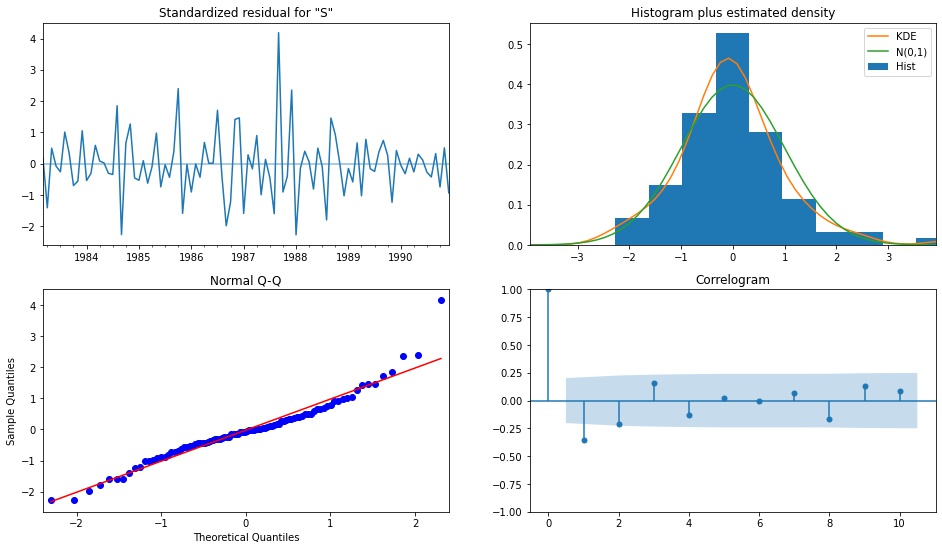 Standardized residual for "S"
4
3
2
1
0
−1
−2
1984 1985 1986 1987 1988 1989 1990
Histogram plus estimated density
KDE
N(0,1)
Hist
0.5
0.4
0.3
0.2
0.1
0.0
−3 −2 −1 0 1 2 3
Normal Q-Q
Sample Quantiles
4
3
2
1
0
−1
−2
−2 −1 0 1 2
Theoretical Quantiles
Correlogram
1.00
0.75
0.50
0.25
0.00
−0.25
−0.50
−0.75
−1.00
0 2 4 6 8 10